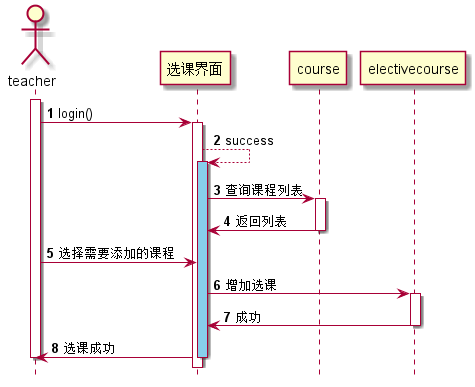 teacher
选课界面
course
electivecourse
1 login()
2 success
3 查询课程列表
4 返回列表
5 选择需要添加的课程
6 增加选课
7 成功
8 选课成功